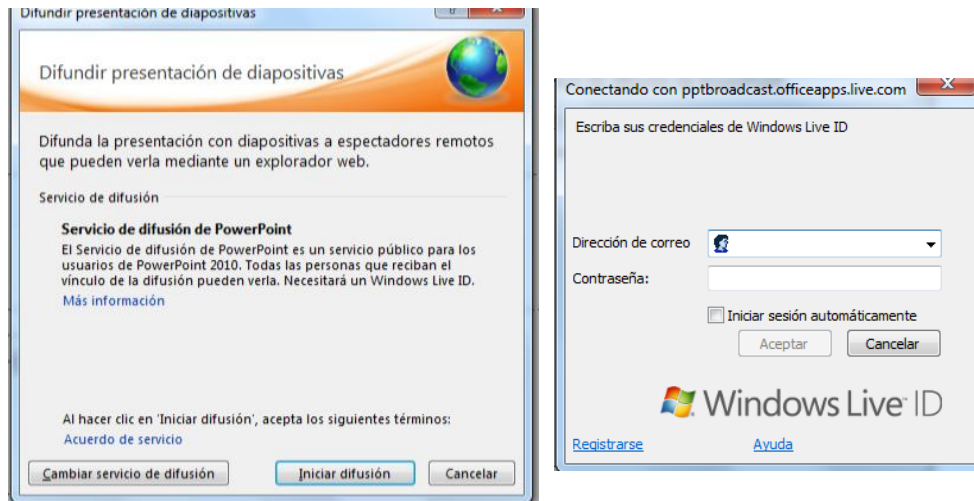 Difundir presentación de diapositivas
Difundir presentación de diapositivas
Difunda la presentación con diapositivas a espectadores remotos
que pueden verla mediante un explorador web.
Servicio de difusión
Servicio de difusión de PowerPoint
El Servicio de difusión de PowerPoint es un servicio público para los
usuarios de PowerPoint 2010. Todas las personas que reciban el
vínculo de la difusión pueden verla. Necesitará un Windows Live ID.
Más información
Al hacer clic en 'Iniciar difusión', acepta los siguientes términos:
Acuerdo de servicio
Cambiar servicio de difusión
Iniciar difusión
Cancelar
Conectando con pptbroadcast.officeapps.live.com
Escriba sus credenciales de Windows Live ID
Dirección de correo
Contraseña:
Iniciar sesión automáticamente
Aceptar
Cancelar
Windows Live ID
Registrarse
Ayuda